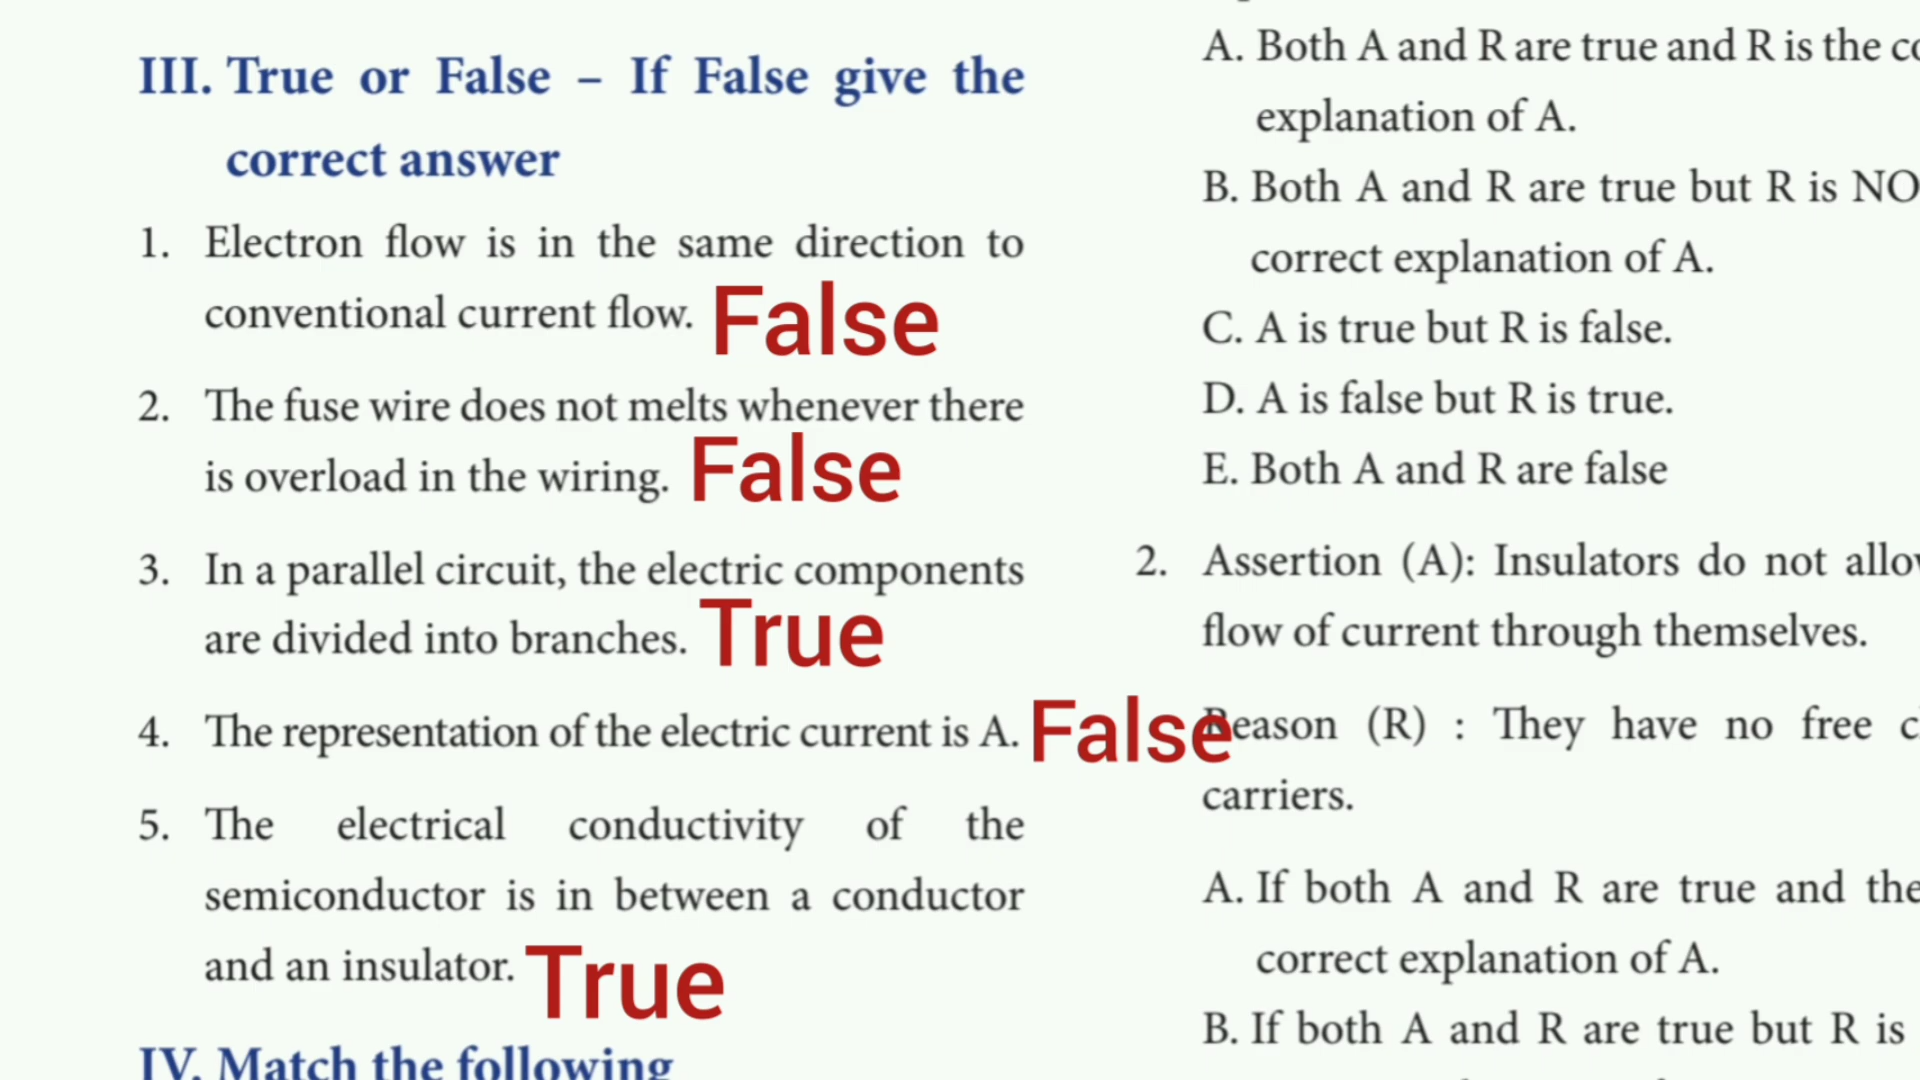 III. True or False – If False give the
correct answer
1. Electron flow is in the same direction to
conventional current flow. False
2. The fuse wire does not melts whenever there
is overload in the wiring. False
3. In a parallel circuit, the electric components
are divided into branches. True
4. The representation of the electric current is A. False
5. The electrical conductivity of the
semiconductor is in between a conductor
and an insulator. True
IV. Match the following
A. Both A and R are true and R is the
explanation of A.
B. Both A and R are true but R is
correct explanation of A.
C. A is true but R is false.
D. A is false but R is true.
E. Both A and R are false
2. Assertion (A): Insulators do not
flow of current through themselves.
Reason (R) : They have no free
carriers.
A. If both A and R are true and
correct explanation of A.
B. If both A and R are true but R is